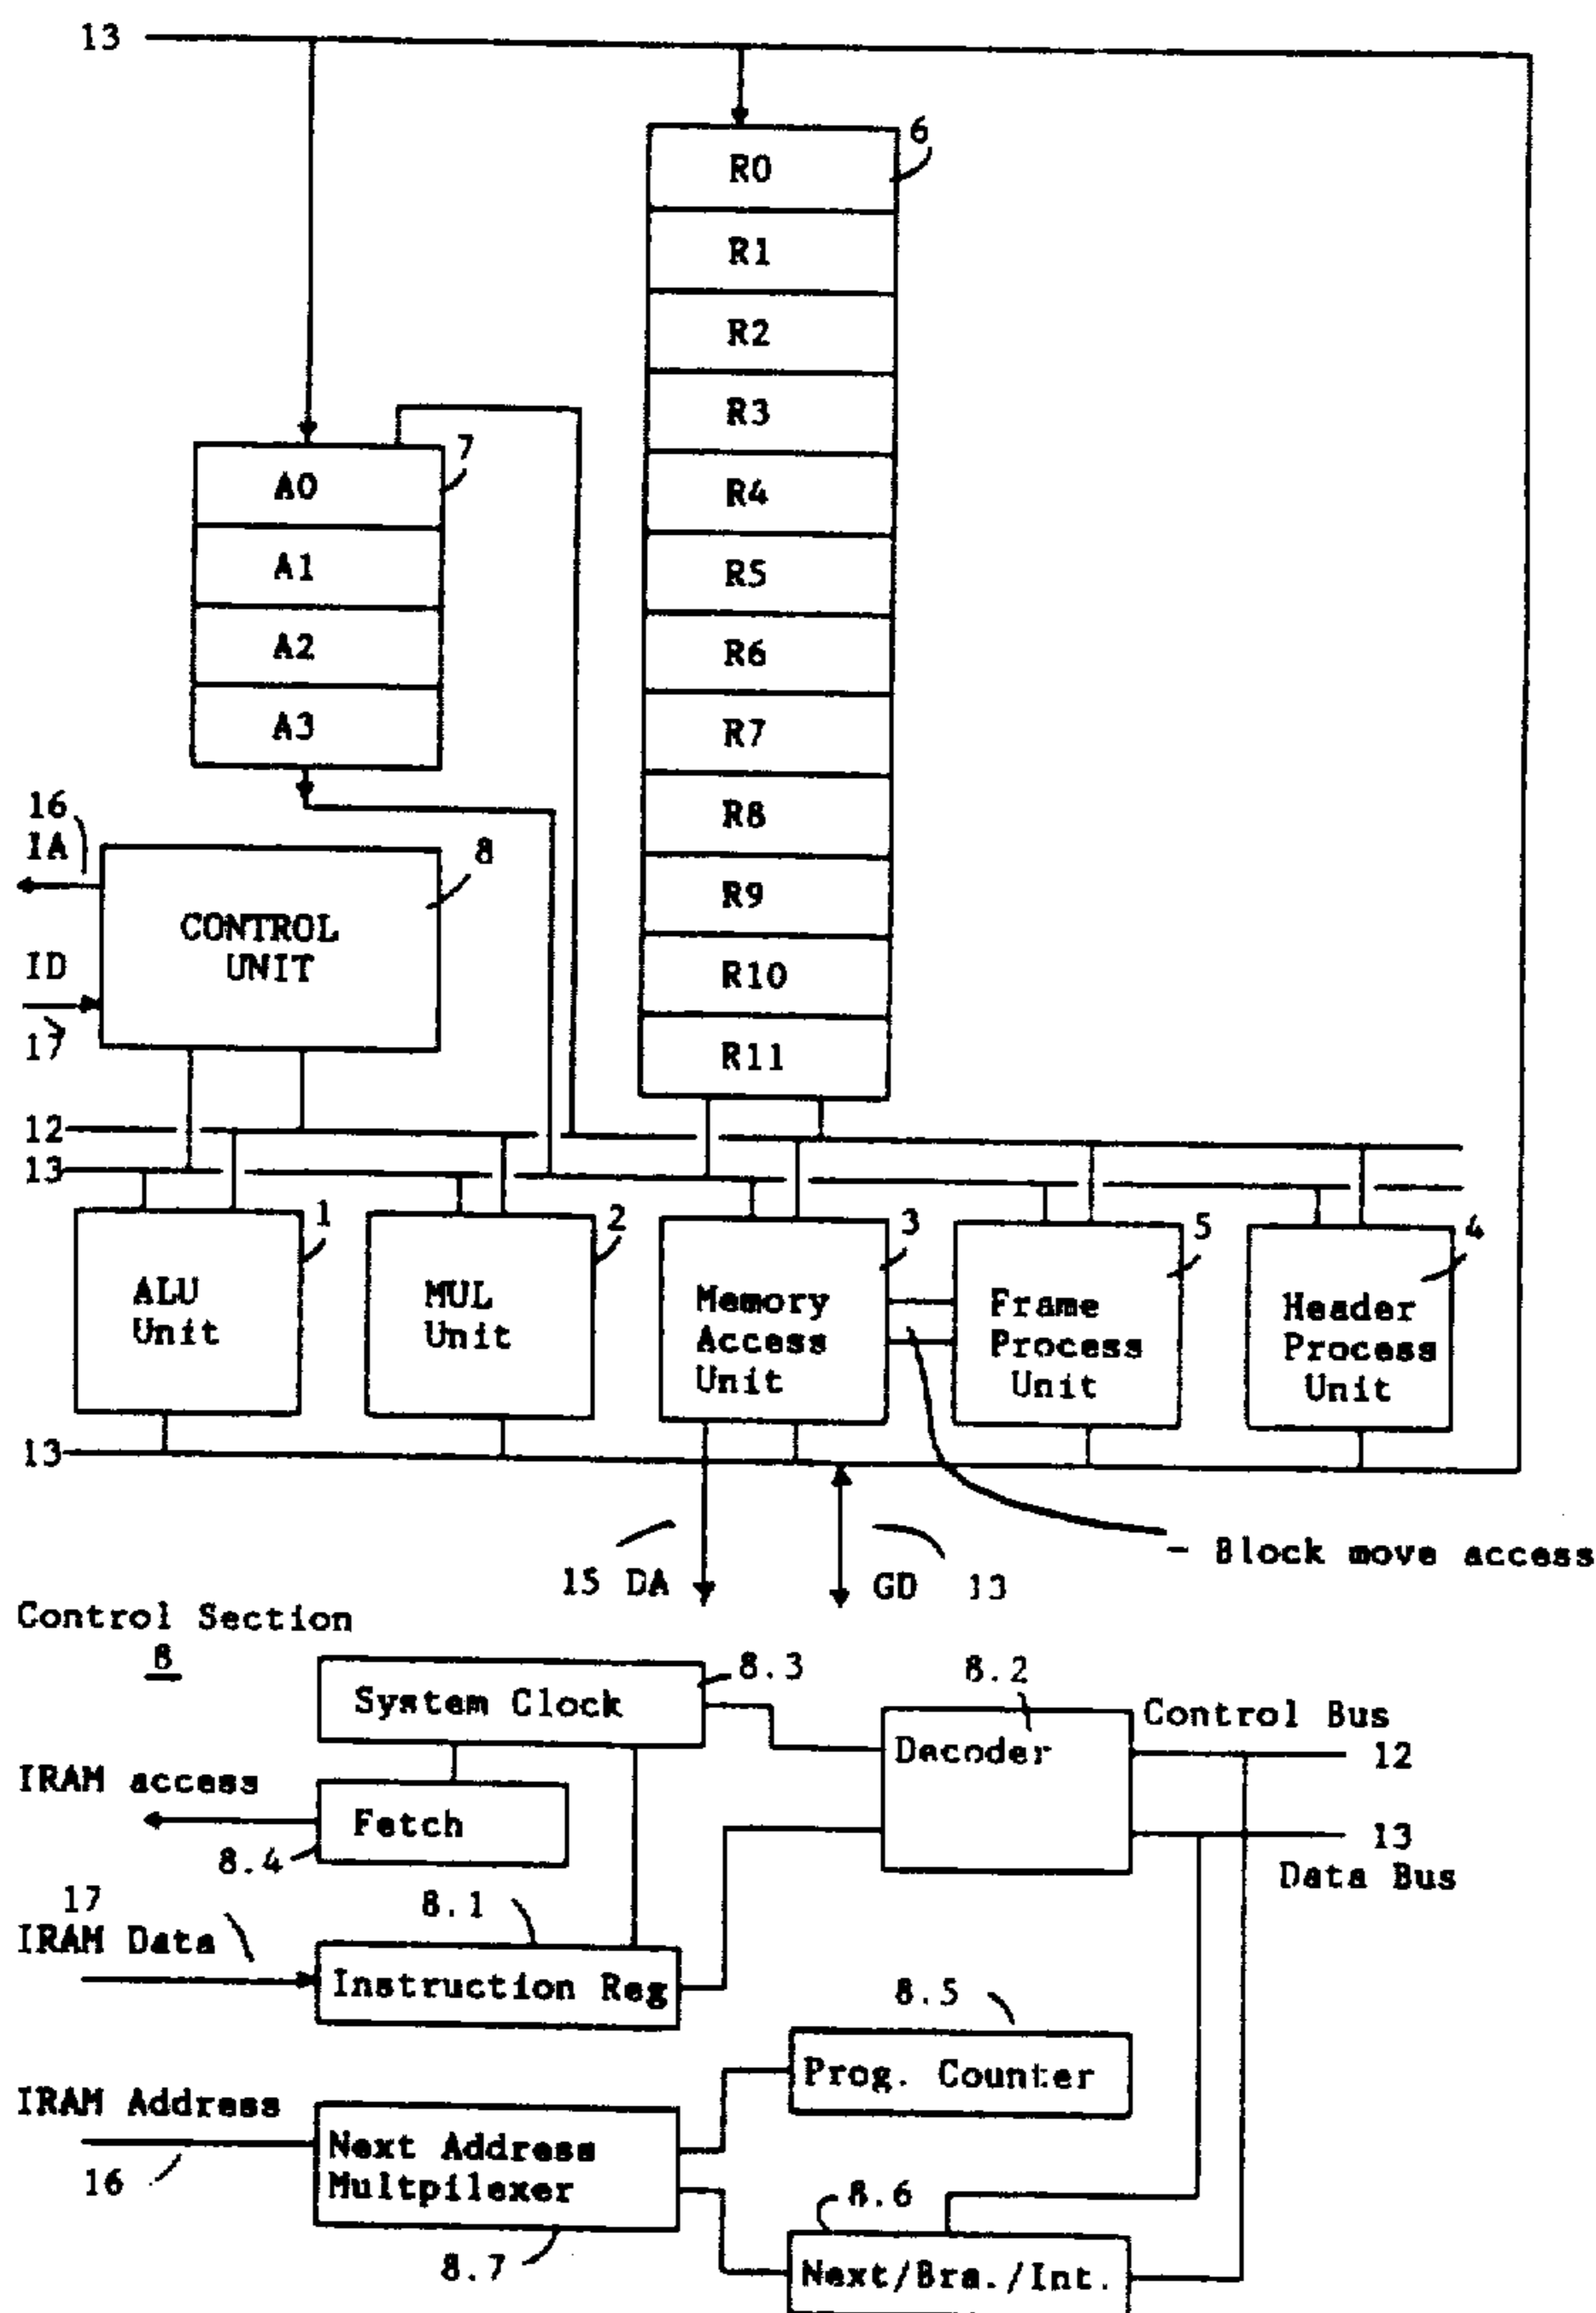 13
6
R0
R1
R2
R3
R4
R5
R6
R7
R8
R9
R10
R11
7
A0
A1
A2
A3
16
IA
8
CONTROL
UNIT
ID
17
12
13
1
ALU
Unit
2
MUL
Unit
3
Memory
Access
Unit
5
Frame
Process
Unit
4
Header
Process
Unit
13
- Block move access
15 DA
GD 13
Control Section
8
System Clock
8.3
8.2
Decoder
Control Bus
12
IRAM access
Fetch
8.4
13
Data Bus
17
IRAM Data
8.1
Instruction Reg
8.5
Prog. Counter
IRAM Address
16
Next Address
Multpilexer
8.7
8.6
Next/Bra./Int.